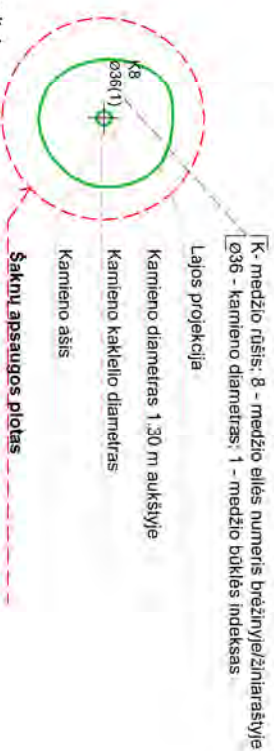 K8
ø36(1)
K- medžio rūšis; 8 - medžio eilės numeris brėžinyje/žiniaraštyje
ø36 - kamieno diametras; 1 - medžio būklės indeksas
Lajos projekcija
Kamieno diametras 1,30 m aukštyje
Kamieno kaklelio diametras
Kamieno ašis
Šaknų apsaugos plotas